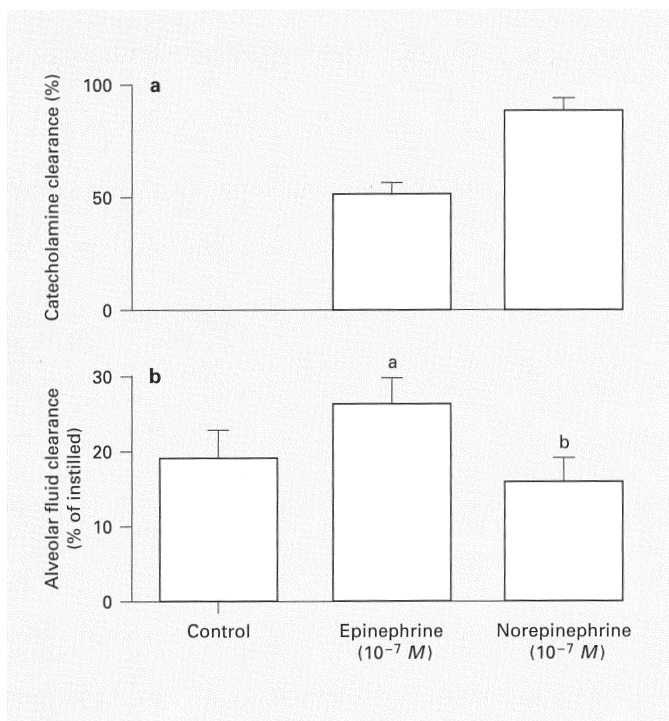 Catecholamine clearance (%)
100
50
0
a
Alveolar fluid clearance
(% of instilled)
30
20
10
0
b
a
b
Control
Epinephrine
(10⁻⁷ M)
Norepinephrine
(10⁻⁷ M)